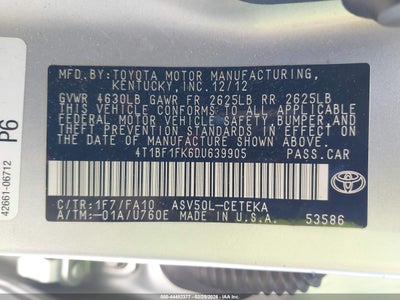 MFD.BY:TOYOTA MOTOR MANUFACTURING,
KENTUCKY,INC.12/12
GVWR 4630LB GAWR FR 2625LB RR 2625LB
THIS VEHICLE CONFORMS TO ALL APPLICABLE
FEDERAL MOTOR VEHICLE SAFETY,BUMPER,AND
THEFT PREVENTION STANDARDS IN EFFECT ON
THE DATE OF MANUFACTURE SHOWN ABOVE.
4T1BF1FK6DU639905 PASS.CAR
C/TR:1F7/FA10 ASV50L-CETEKA
A/TM:-01A/U760E MADE IN U.S.A. 53586
TOYOTA
42661-06712 P6